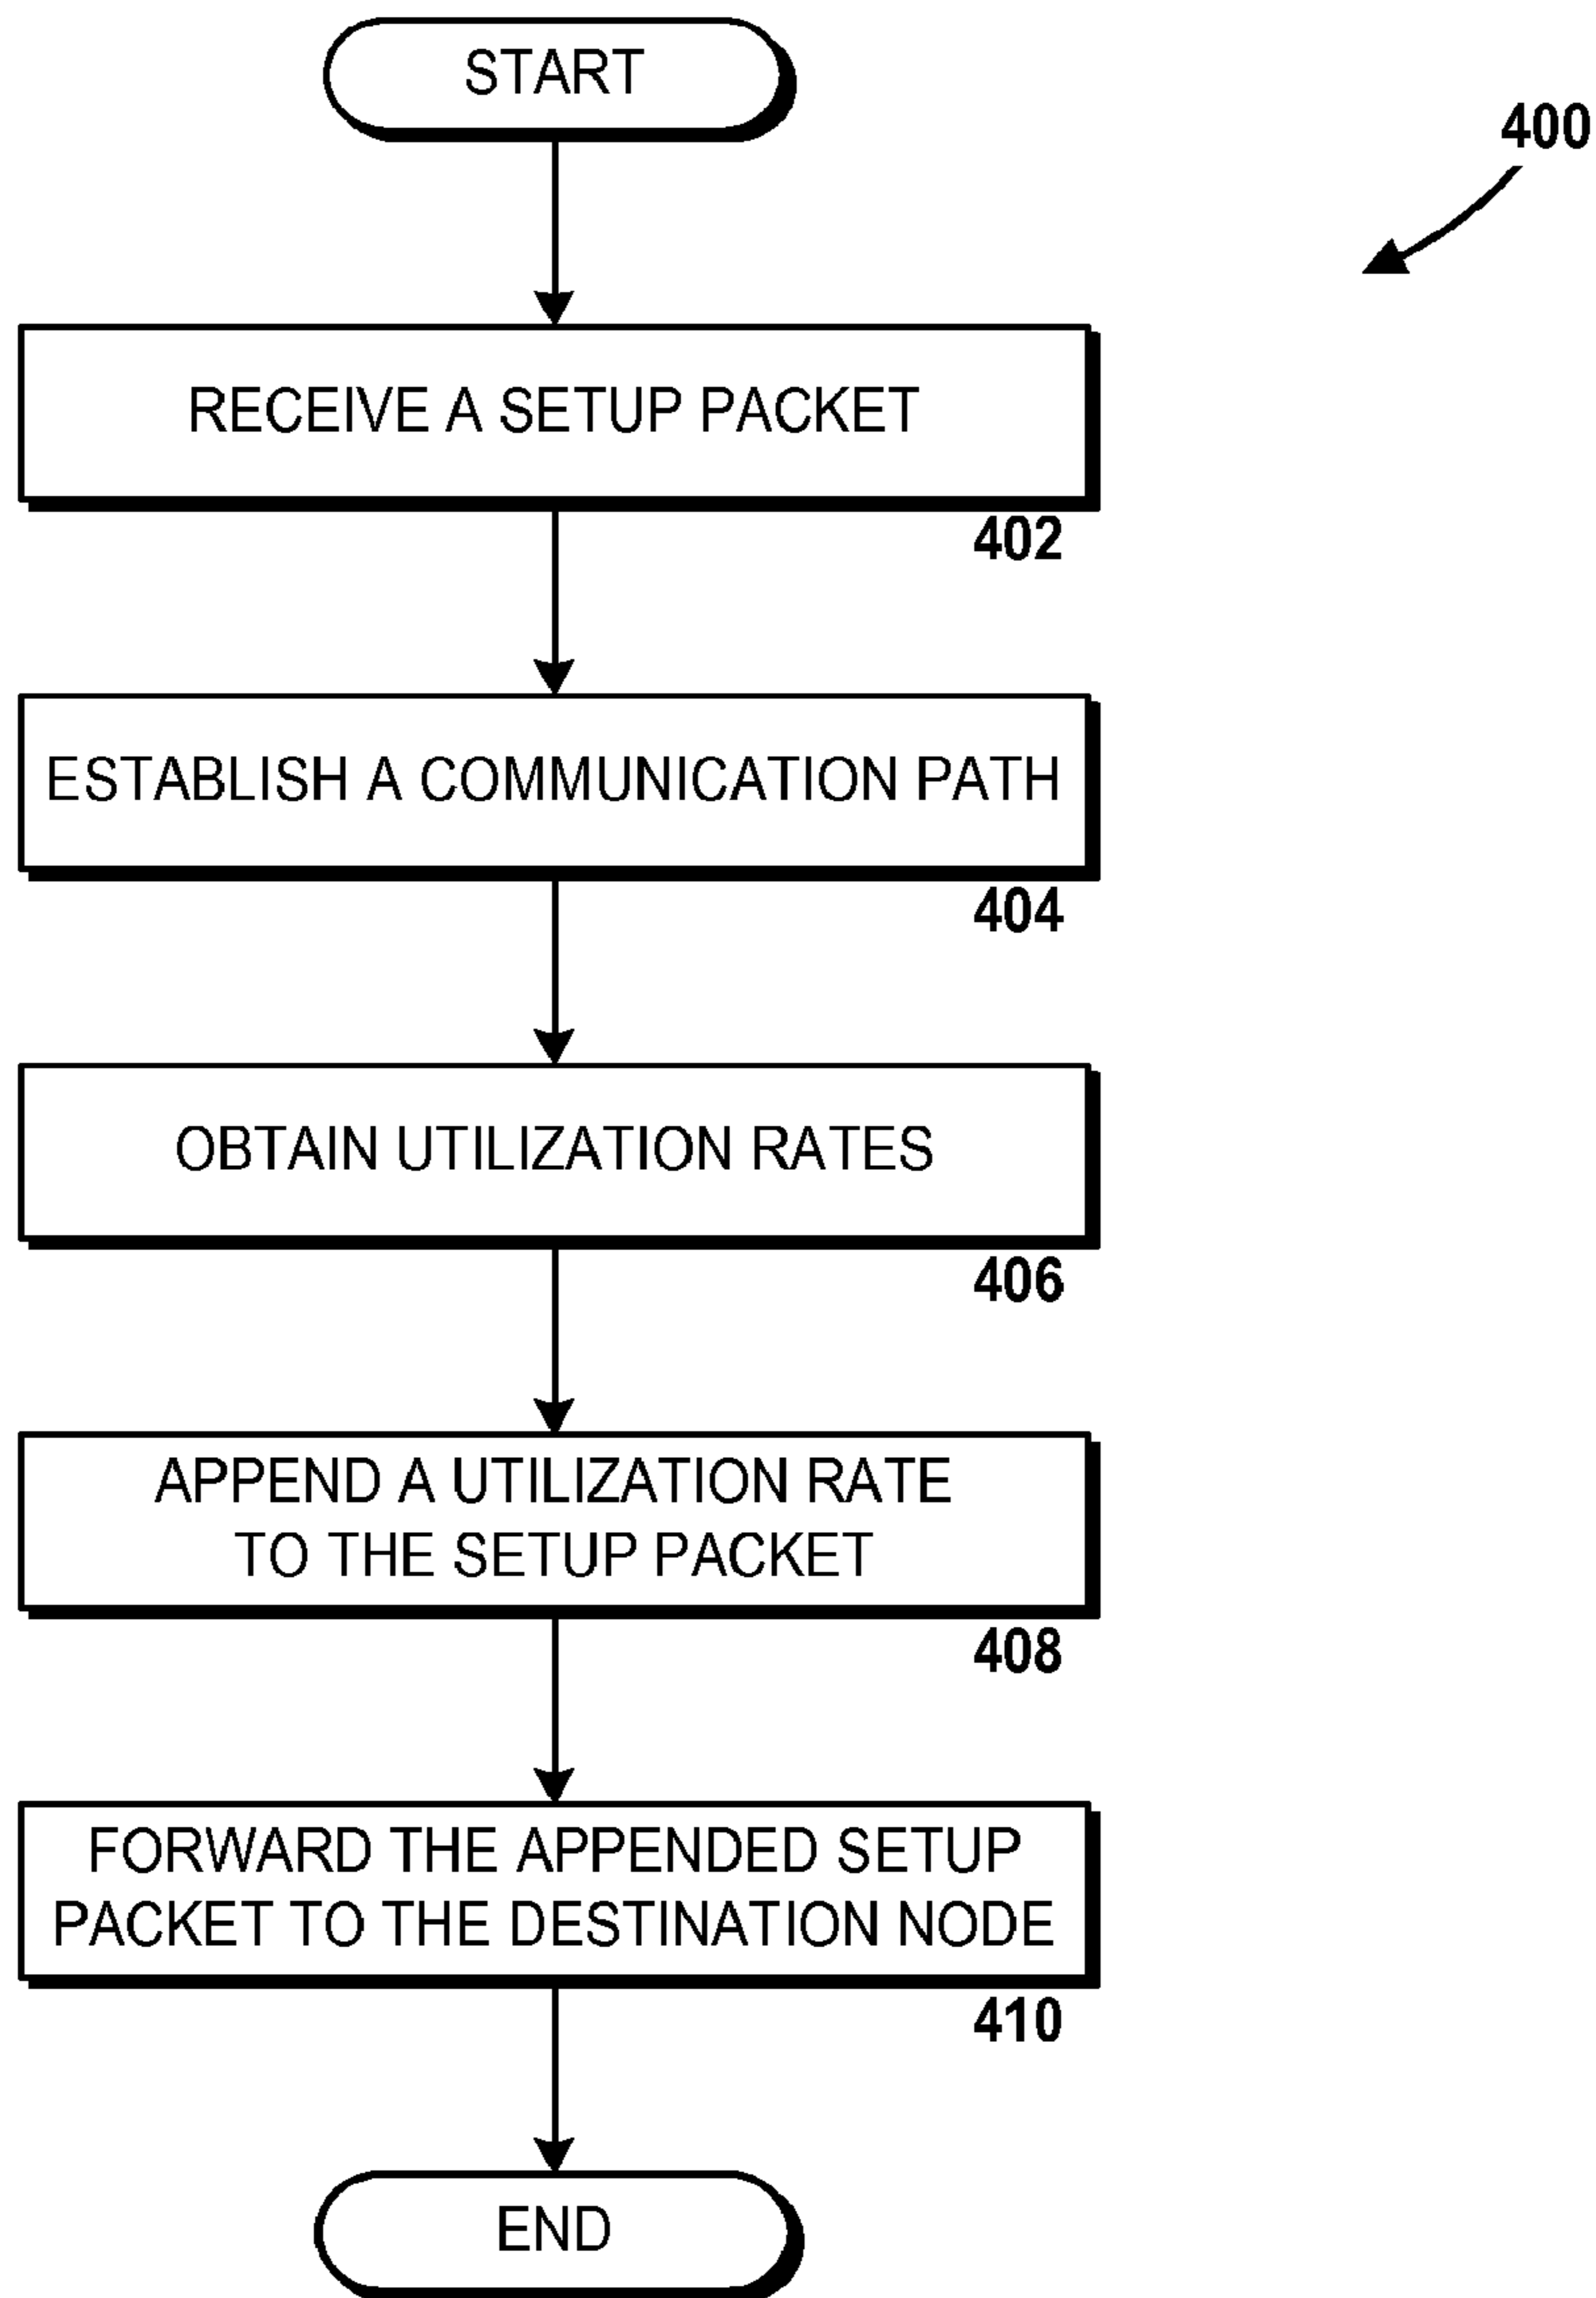 START
400
RECEIVE A SETUP PACKET
402
ESTABLISH A COMMUNICATION PATH
404
OBTAIN UTILIZATION RATES
406
APPEND A UTILIZATION RATE
TO THE SETUP PACKET
408
FORWARD THE APPENDED SETUP
PACKET TO THE DESTINATION NODE
410
END